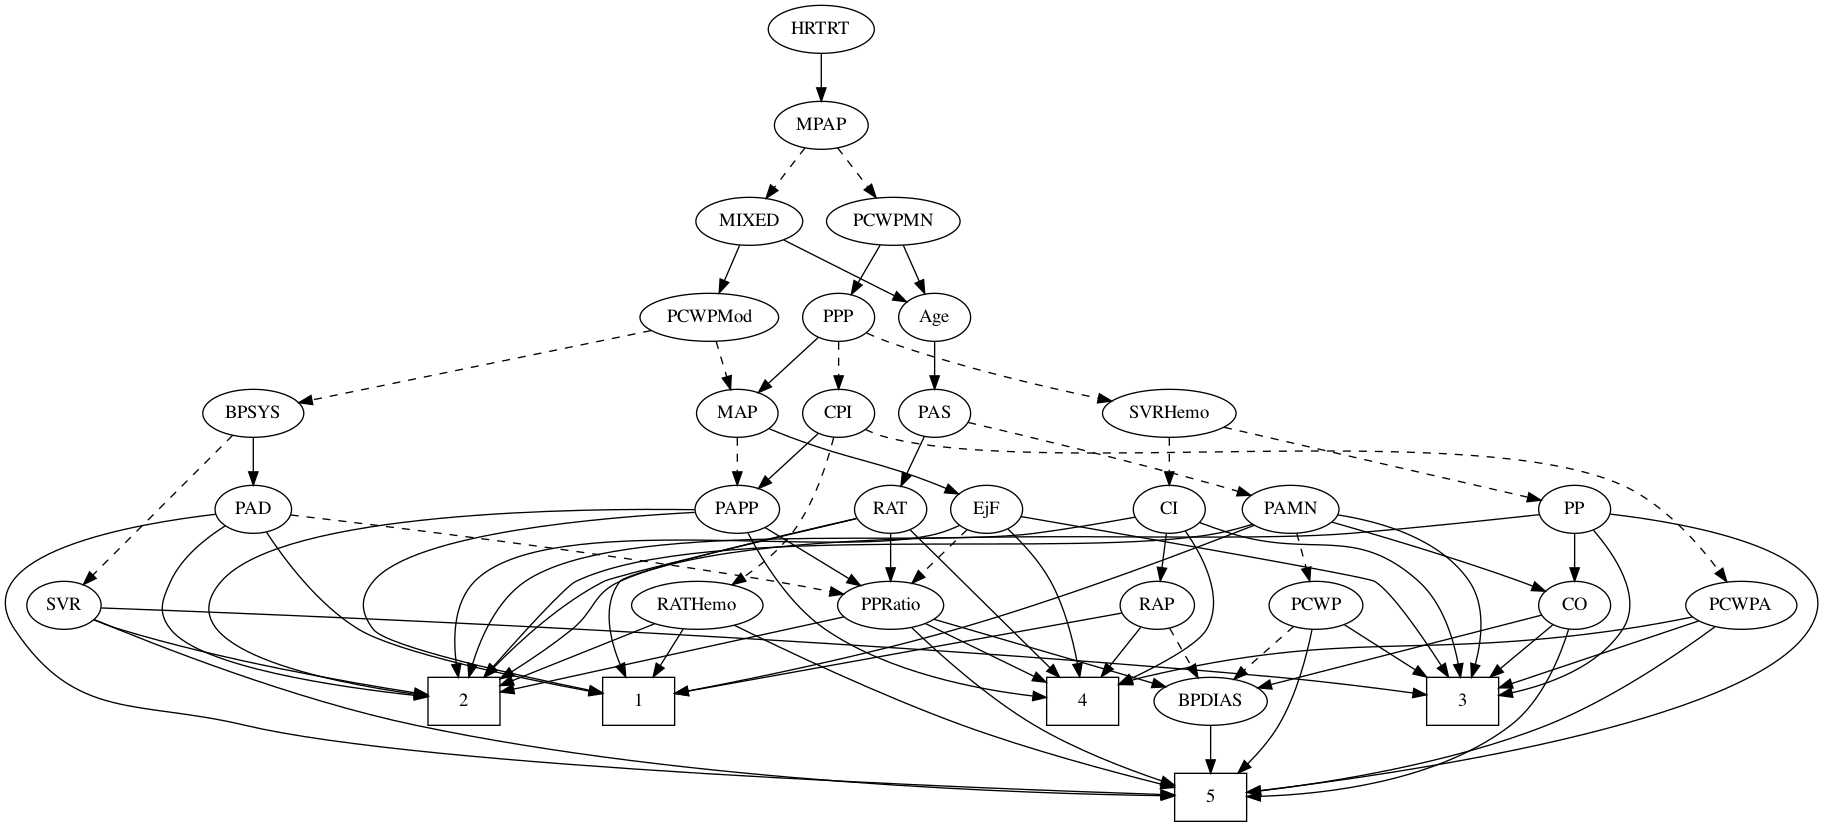 HRTRT
MPAP
MIXED
PCWPMN
PCWPMod
PPP
Age
BPSYS
MAP
CPI
PAS
SVRHemo
PAD
PAPP
RAT
EjF
CI
PAMN
PP
SVR
RATHemo
PPRatio
RAP
PCWP
CO
PCWPA
2
1
4
BPDIAS
3
5